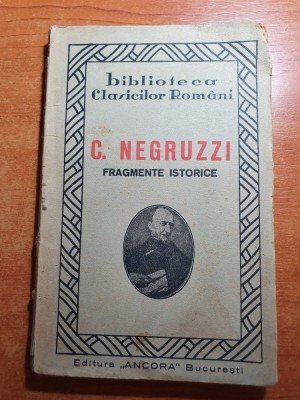 biblioteca
Clasicilor Români
C. NEGRUZZI
FRAGMENTE ISTORICE
Editura „ANCORA" București